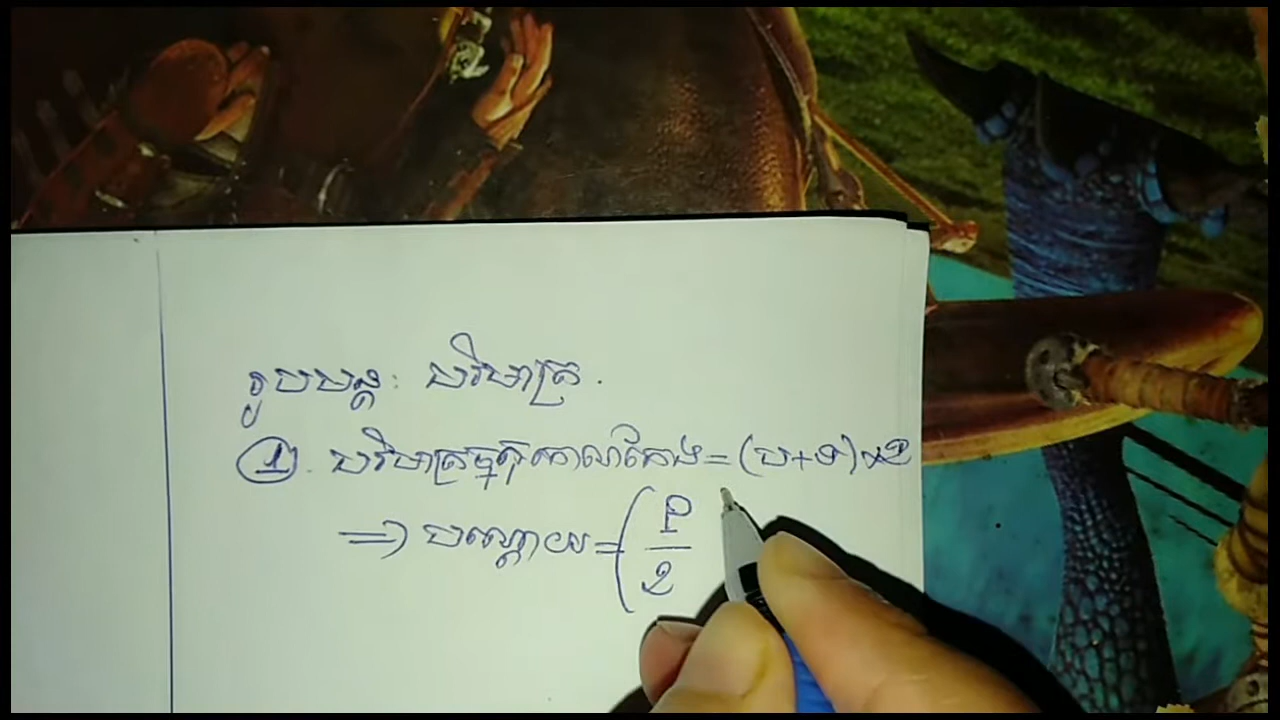 រូបមន្ត: បរិមាត្រ.
① បរិមាត្រចតុកោណកែង = (ប+ទ)x2
⇒ បណ្តោយ = ( P/2